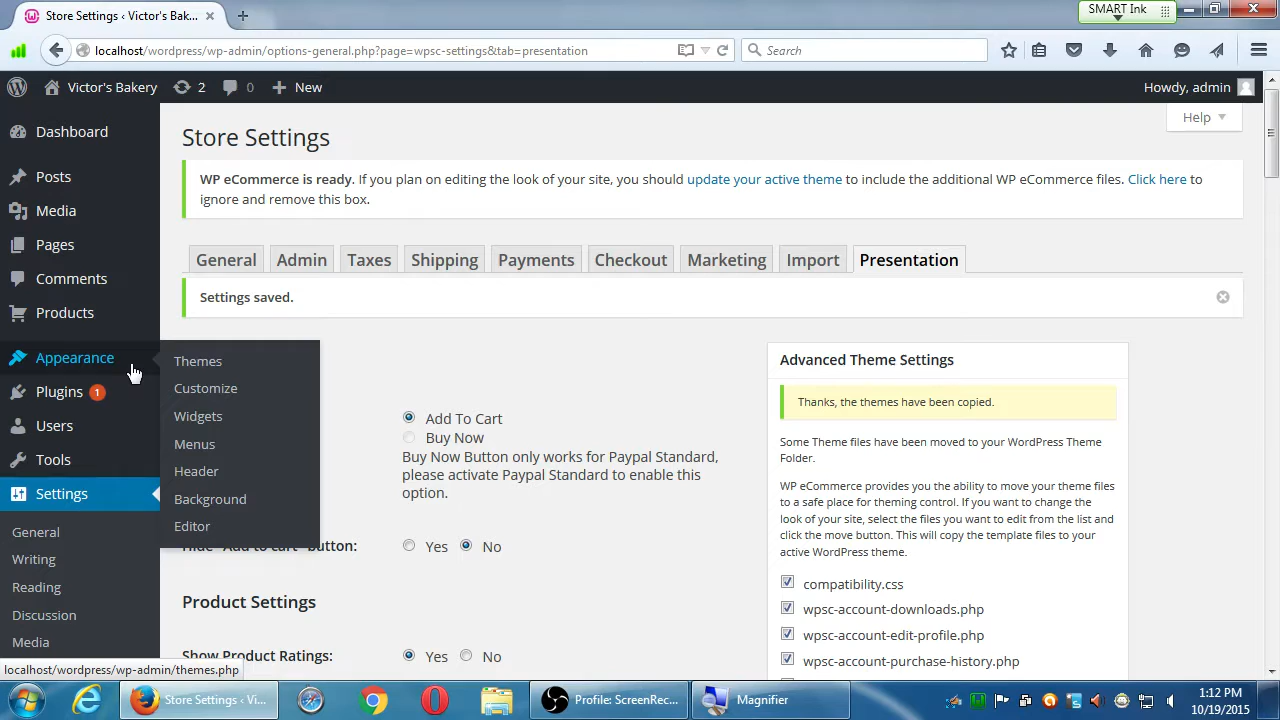 Store Settings ‹ Victor's Bak...
SMART Ink
localhost/wordpress/wp-admin/options-general.php?page=wpsc-settings&tab=presentation
Search
Victor's Bakery
2
0
New
Howdy, admin
Dashboard
Posts
Media
Pages
Comments
Products
Appearance
Plugins 1
Users
Tools
Settings
General
Writing
Reading
Discussion
Media
Themes
Customize
Widgets
Menus
Header
Background
Editor
Help
Store Settings
WP eCommerce is ready. If you plan on editing the look of your site, you should update your active theme to include the additional WP eCommerce files. Click here to
ignore and remove this box.
General Admin Taxes Shipping Payments Checkout Marketing Import Presentation
Settings saved.
Add To Cart
Buy Now
Buy Now Button only works for Paypal Standard,
please activate Paypal Standard to enable this
option.
Hide "Add to cart" button:
Yes No
Product Settings
Show Product Ratings:
Yes No
Advanced Theme Settings
Thanks, the themes have been copied.
Some Theme files have been moved to your WordPress Theme
Folder.
WP eCommerce provides you the ability to move your theme files
to a safe place for theming control. If you want to change the
look of your site, select the files you want to edit from the list and
click the move button. This will copy the template files to your
active WordPress theme.
compatibility.css
wpsc-account-downloads.php
wpsc-account-edit-profile.php
wpsc-account-purchase-history.php
localhost/wordpress/wp-admin/themes.php
Store Settings ‹ Vi...
Profile: ScreenRec...
Magnifier
1:12 PM
10/19/2015